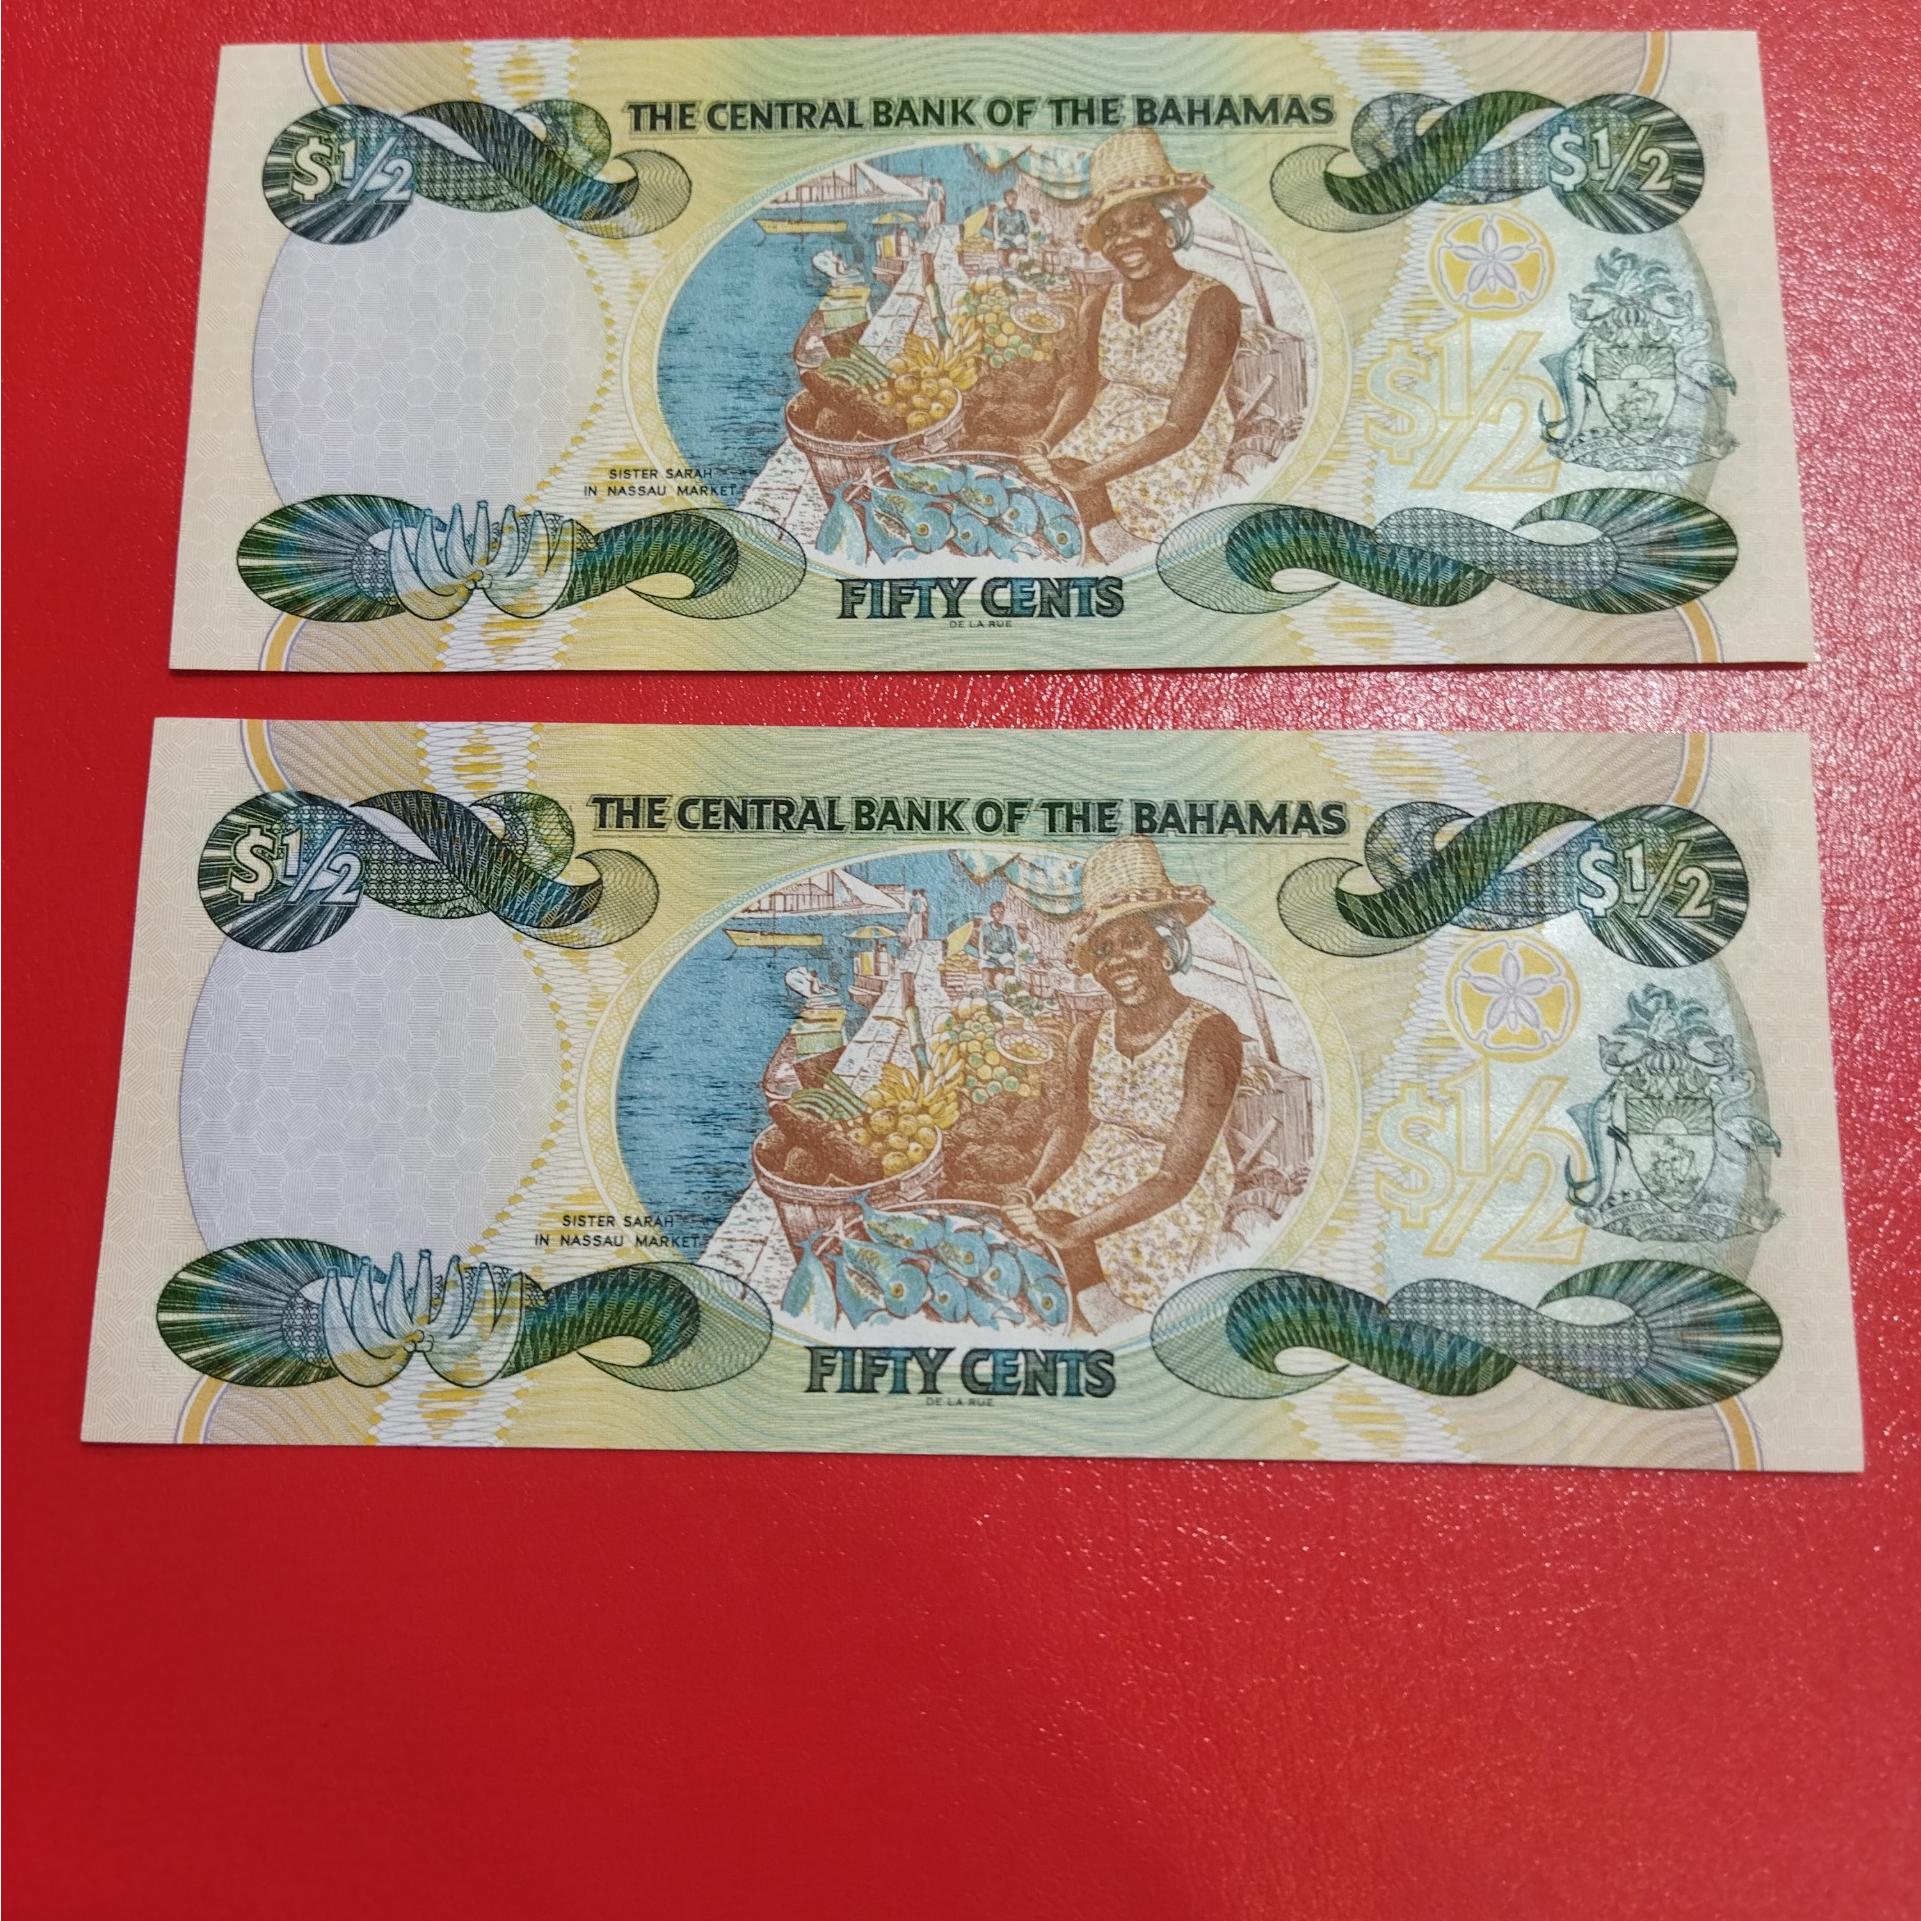 THE CENTRAL BANK OF THE BAHAMAS
$1/2
$1/2
$1/2
SISTER SARAH
IN NASSAU MARKET
FIFTY CENTS
DE LA RUE
THE CENTRAL BANK OF THE BAHAMAS
$1/2
$1/2
$1/2
SISTER SARAH
IN NASSAU MARKET
FIFTY CENTS
DE LA RUE